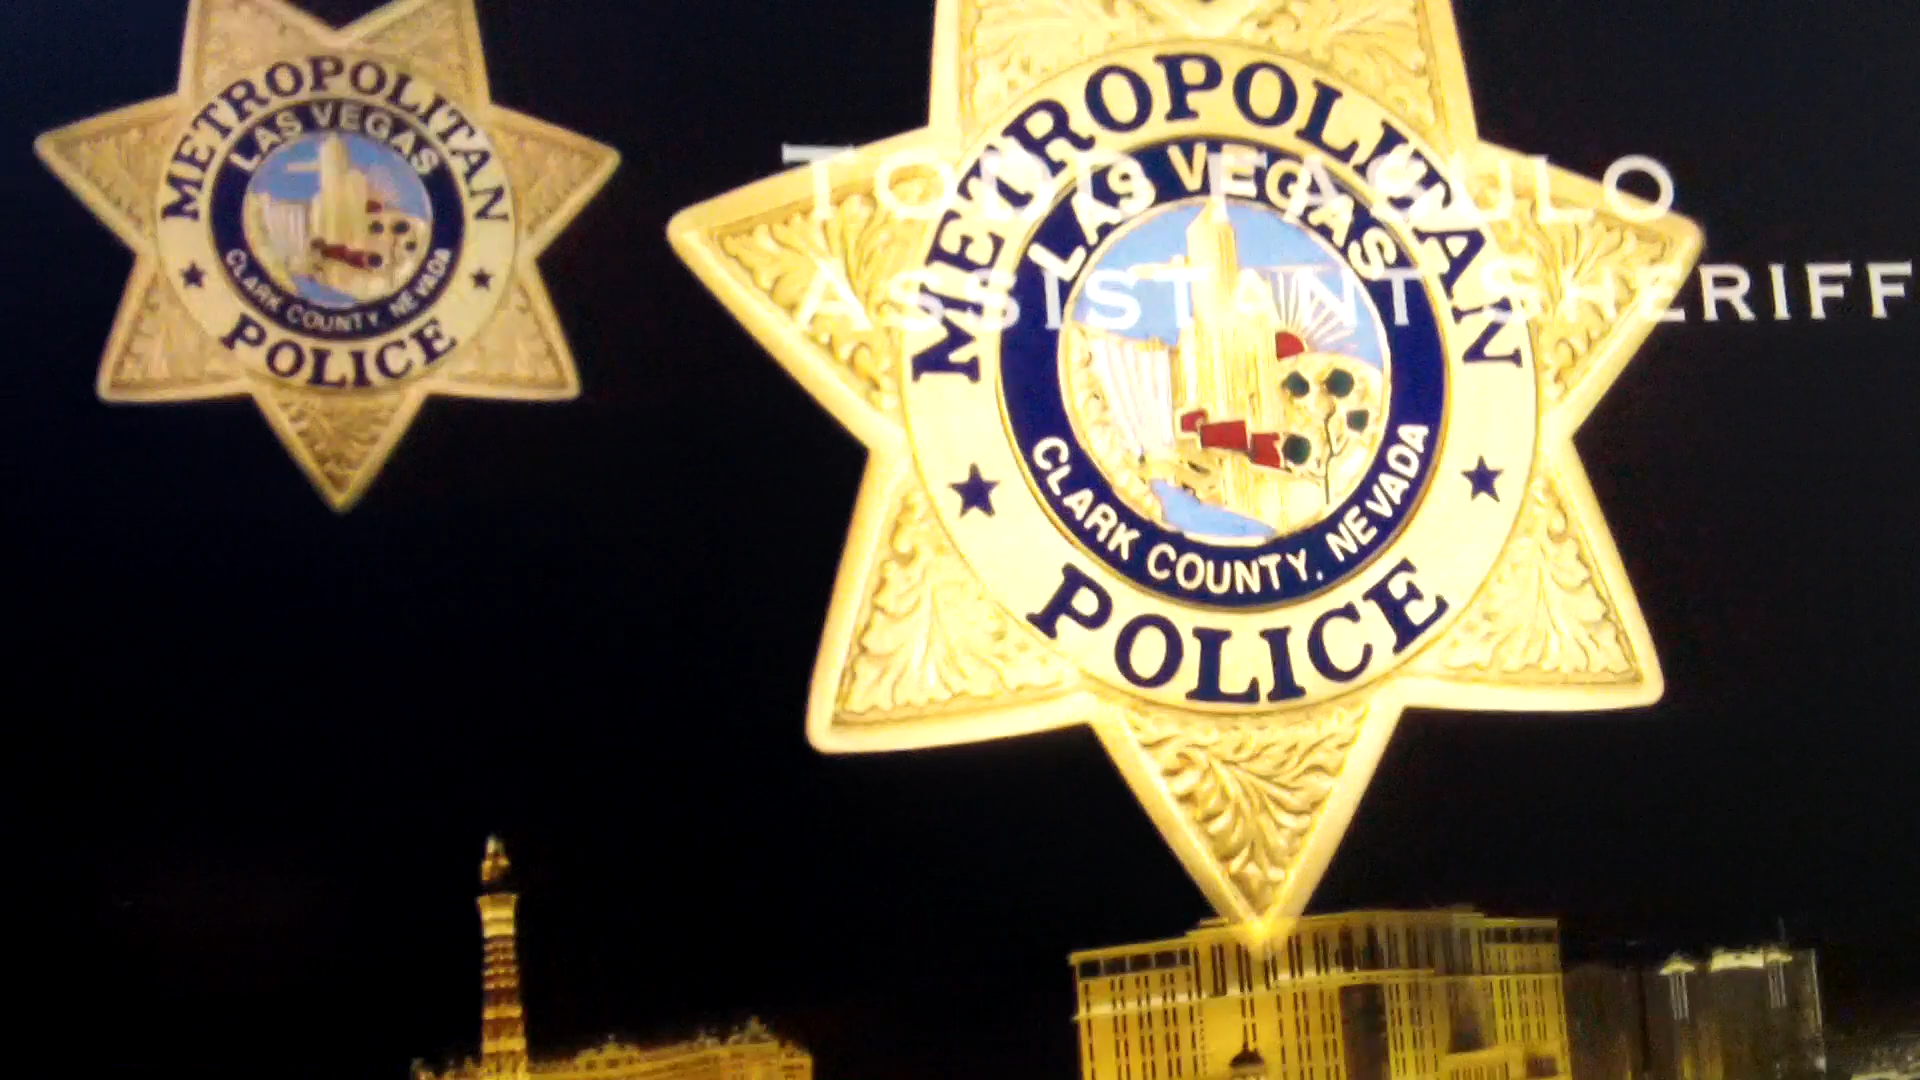 METROPOLITAN
LAS VEGAS
CLARK COUNTY, NEVADA
POLICE
METROPOLITAN
LAS VEGAS
CLARK COUNTY, NEVADA
POLICE
ASSISTANT SHERIFF